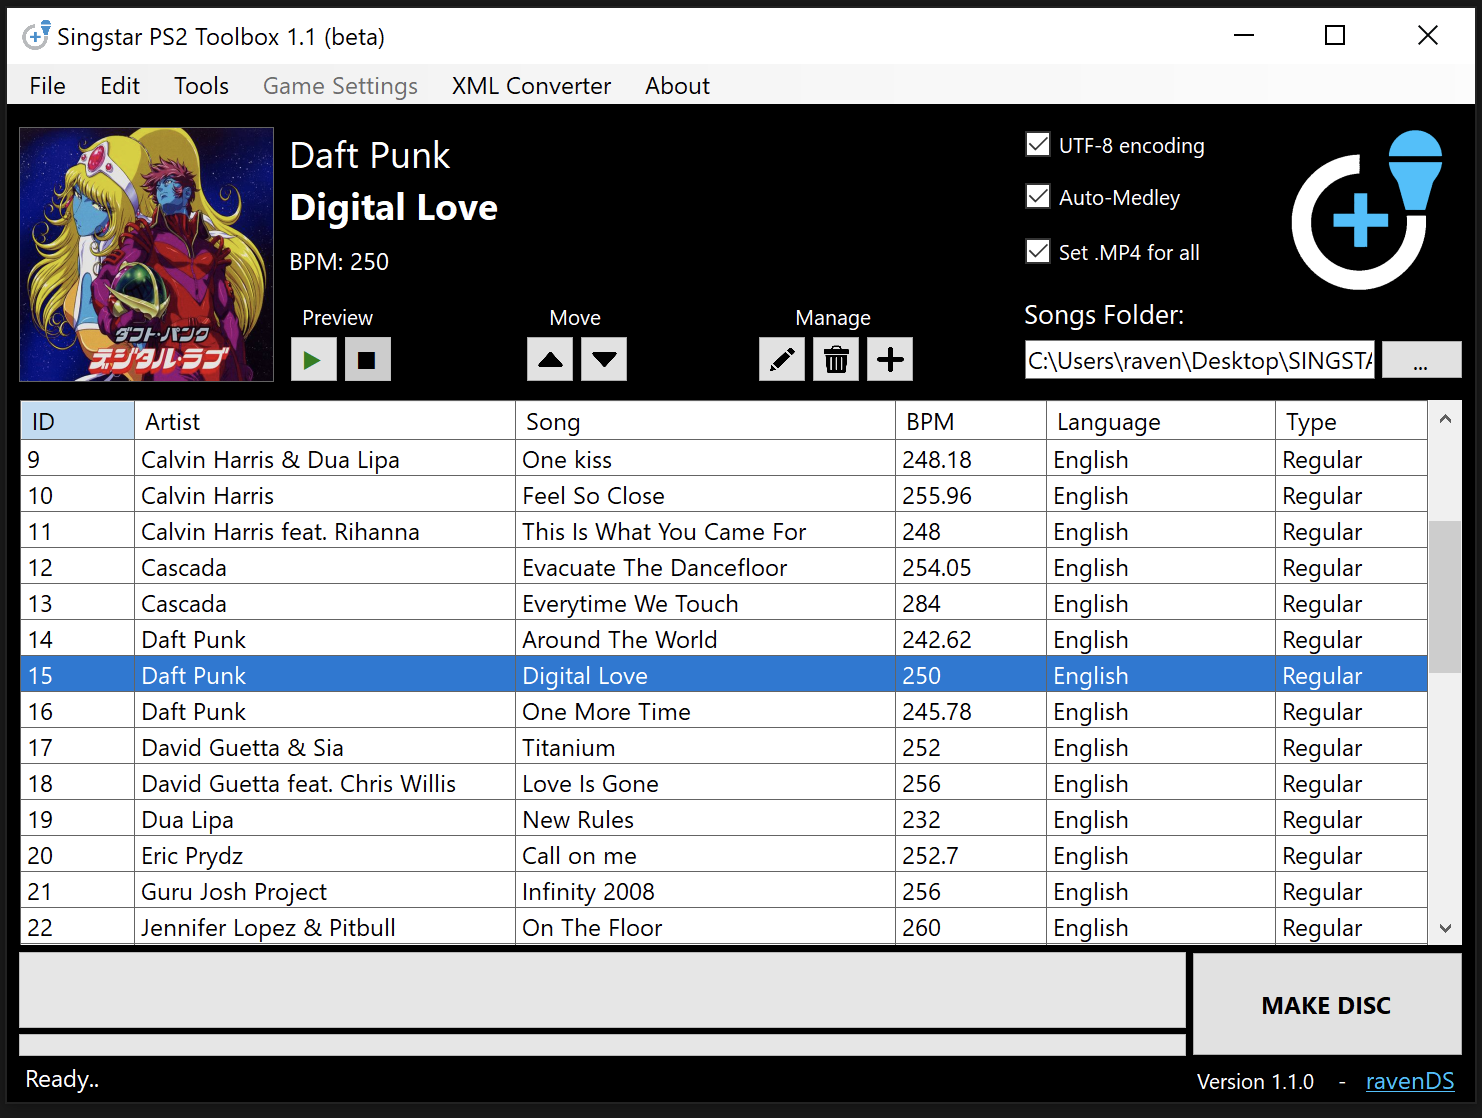 Singstar PS2 Toolbox 1.1 (beta)
File Edit Tools Game Settings XML Converter About
Daft Punk
Digital Love
BPM: 250
ダフト・パンク
デジタル・ラブ
Preview Move Manage
UTF-8 encoding
Auto-Medley
Set .MP4 for all
Songs Folder:
C:\Users\raven\Desktop\SINGSTA ...
ID Artist Song BPM Language Type
9 Calvin Harris & Dua Lipa One kiss 248.18 English Regular
10 Calvin Harris Feel So Close 255.96 English Regular
11 Calvin Harris feat. Rihanna This Is What You Came For 248 English Regular
12 Cascada Evacuate The Dancefloor 254.05 English Regular
13 Cascada Everytime We Touch 284 English Regular
14 Daft Punk Around The World 242.62 English Regular
15 Daft Punk Digital Love 250 English Regular
16 Daft Punk One More Time 245.78 English Regular
17 David Guetta & Sia Titanium 252 English Regular
18 David Guetta feat. Chris Willis Love Is Gone 256 English Regular
19 Dua Lipa New Rules 232 English Regular
20 Eric Prydz Call on me 252.7 English Regular
21 Guru Josh Project Infinity 2008 256 English Regular
22 Jennifer Lopez & Pitbull On The Floor 260 English Regular
MAKE DISC
Ready..
Version 1.1.0 - ravenDS